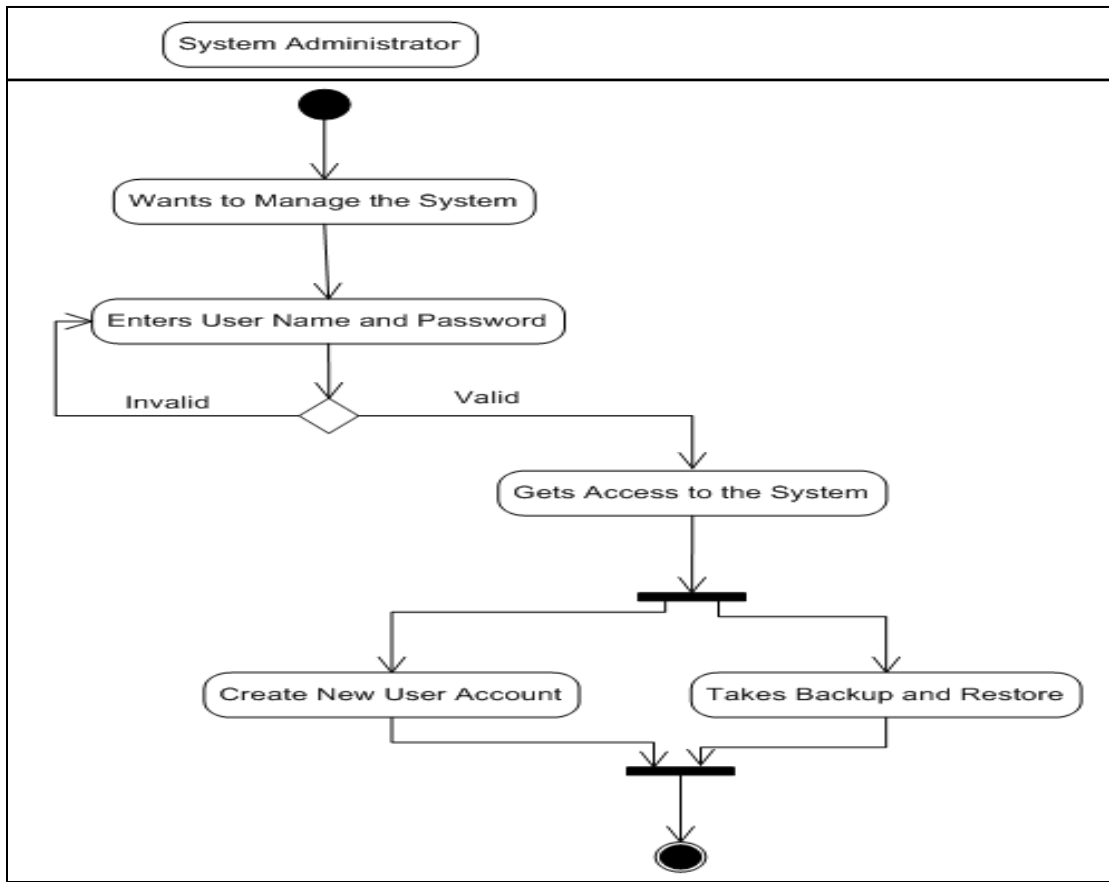 System Administrator
Wants to Manage the System
Enters User Name and Password
Invalid
Valid
Gets Access to the System
Create New User Account
Takes Backup and Restore